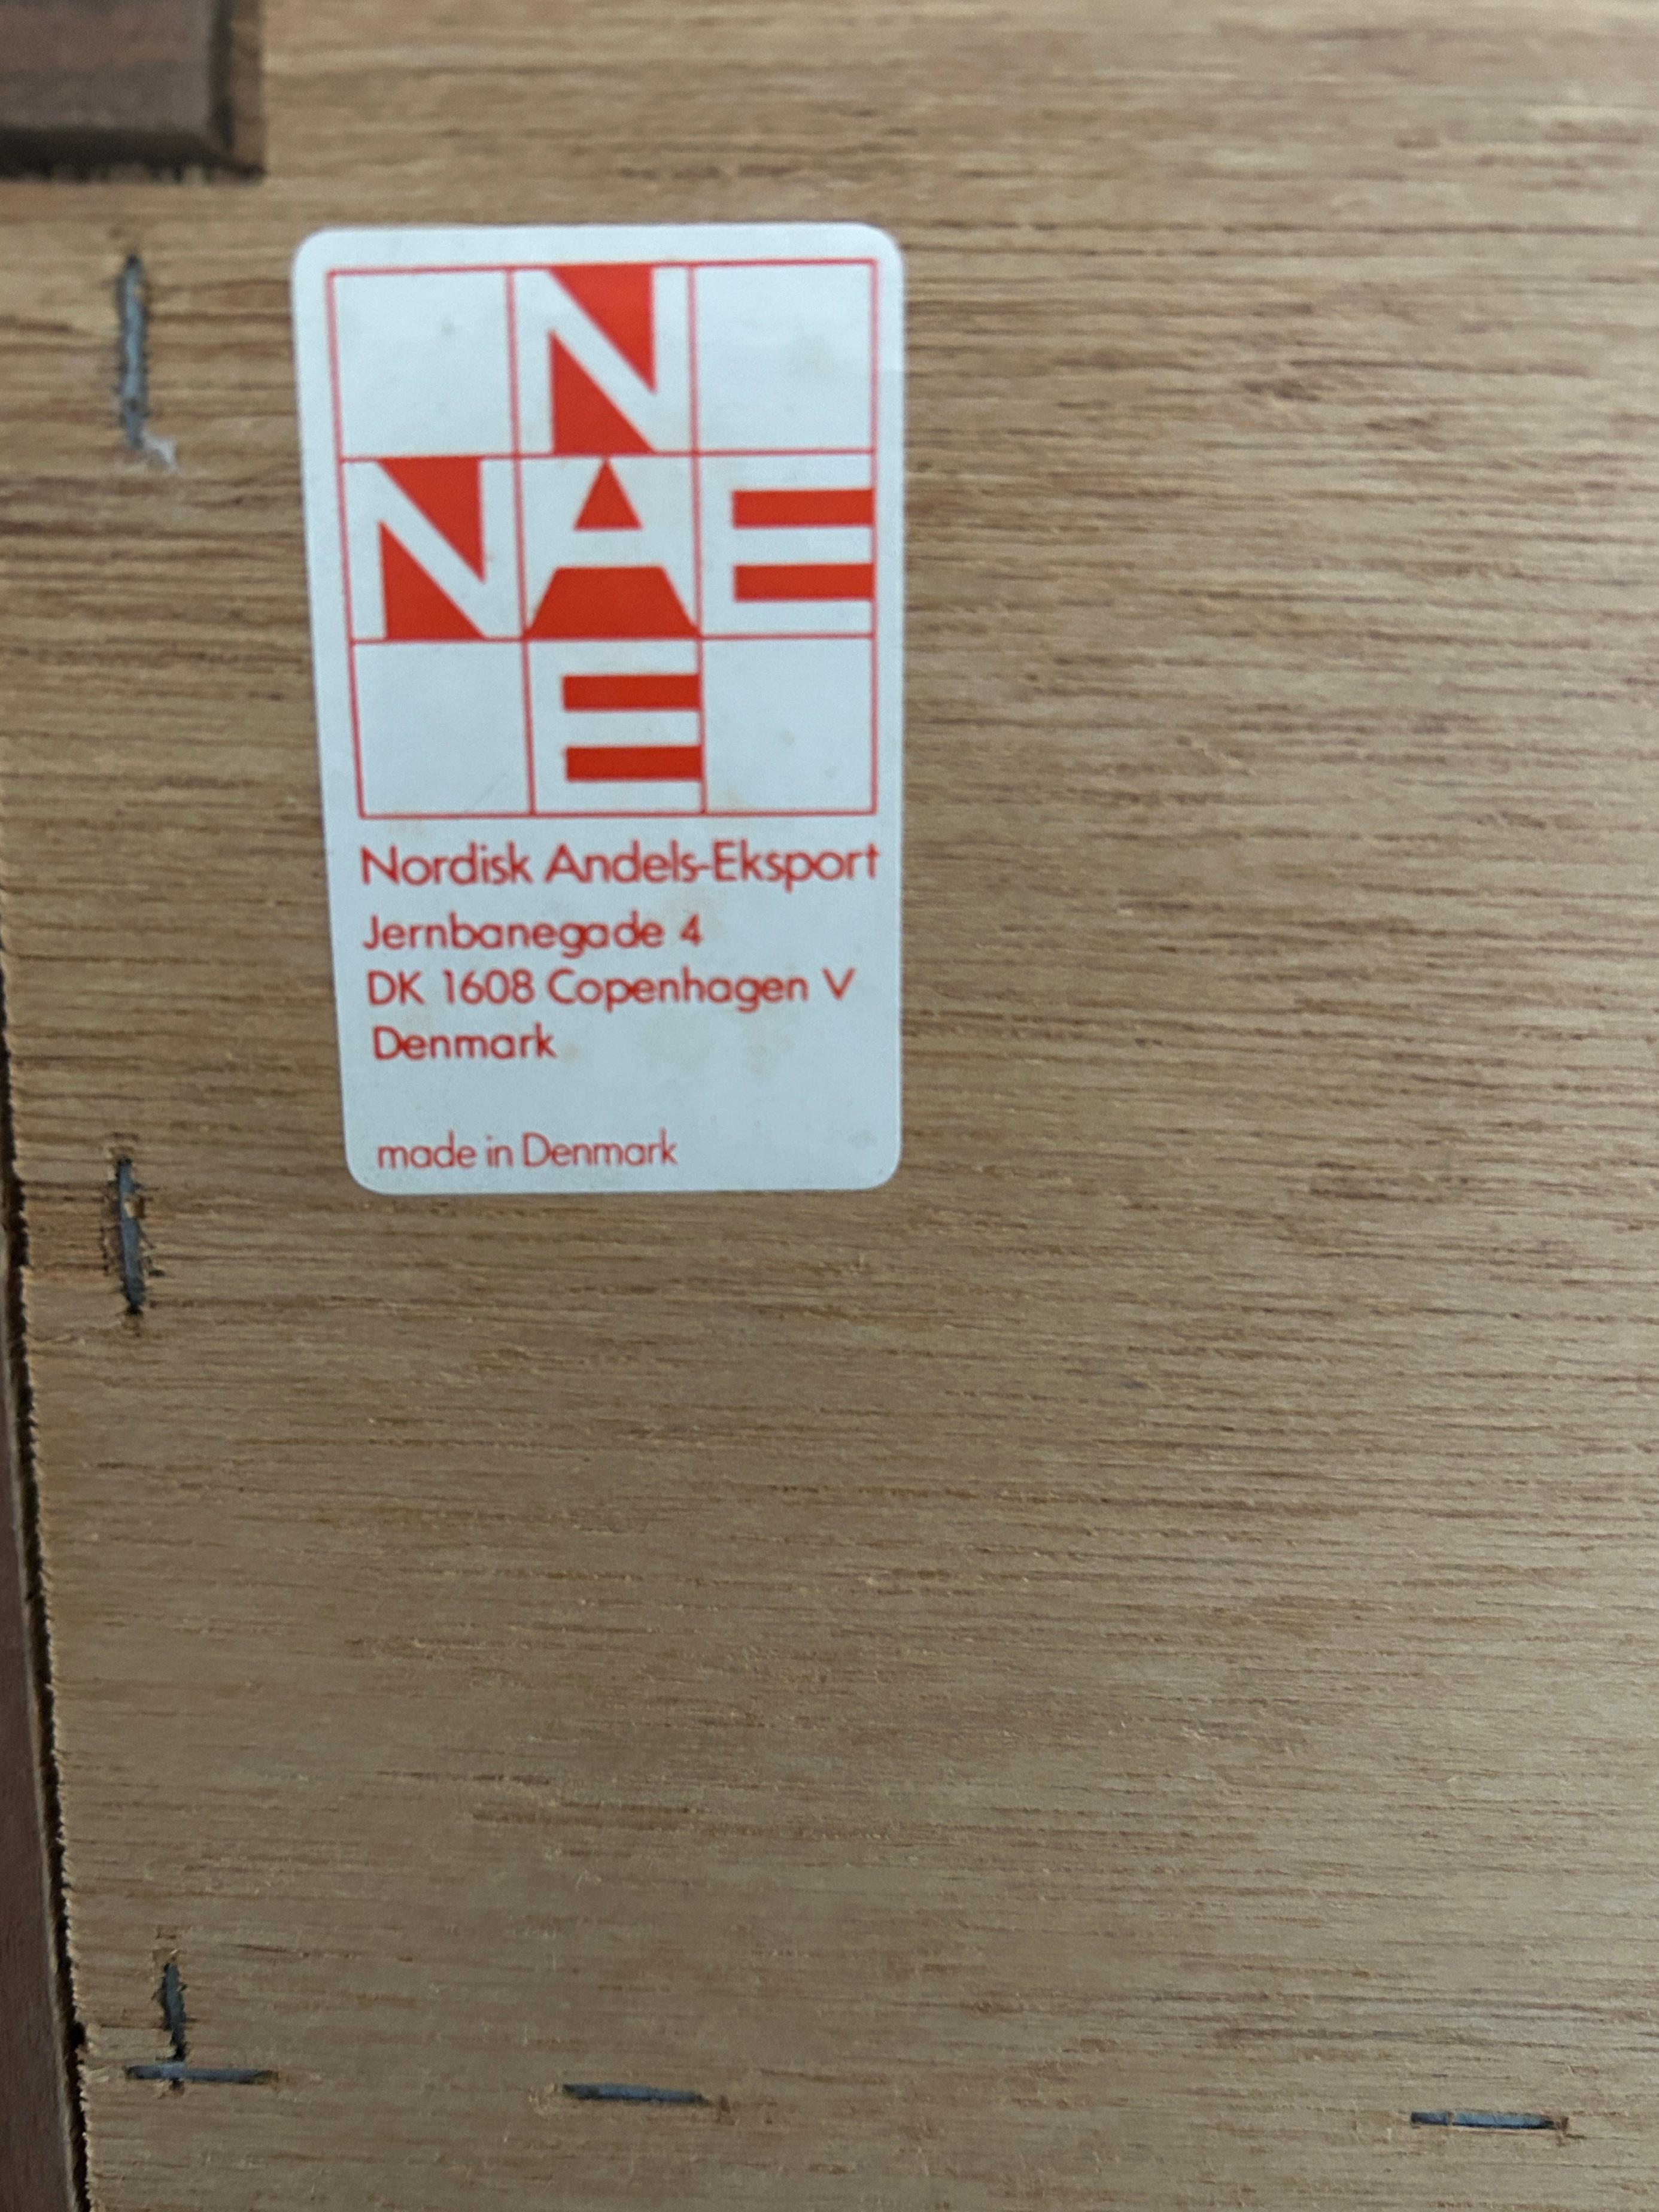 N
NAE
E
Nordisk Andels-Eksport
Jernbanegade 4
DK 1608 Copenhagen V
Denmark
made in Denmark